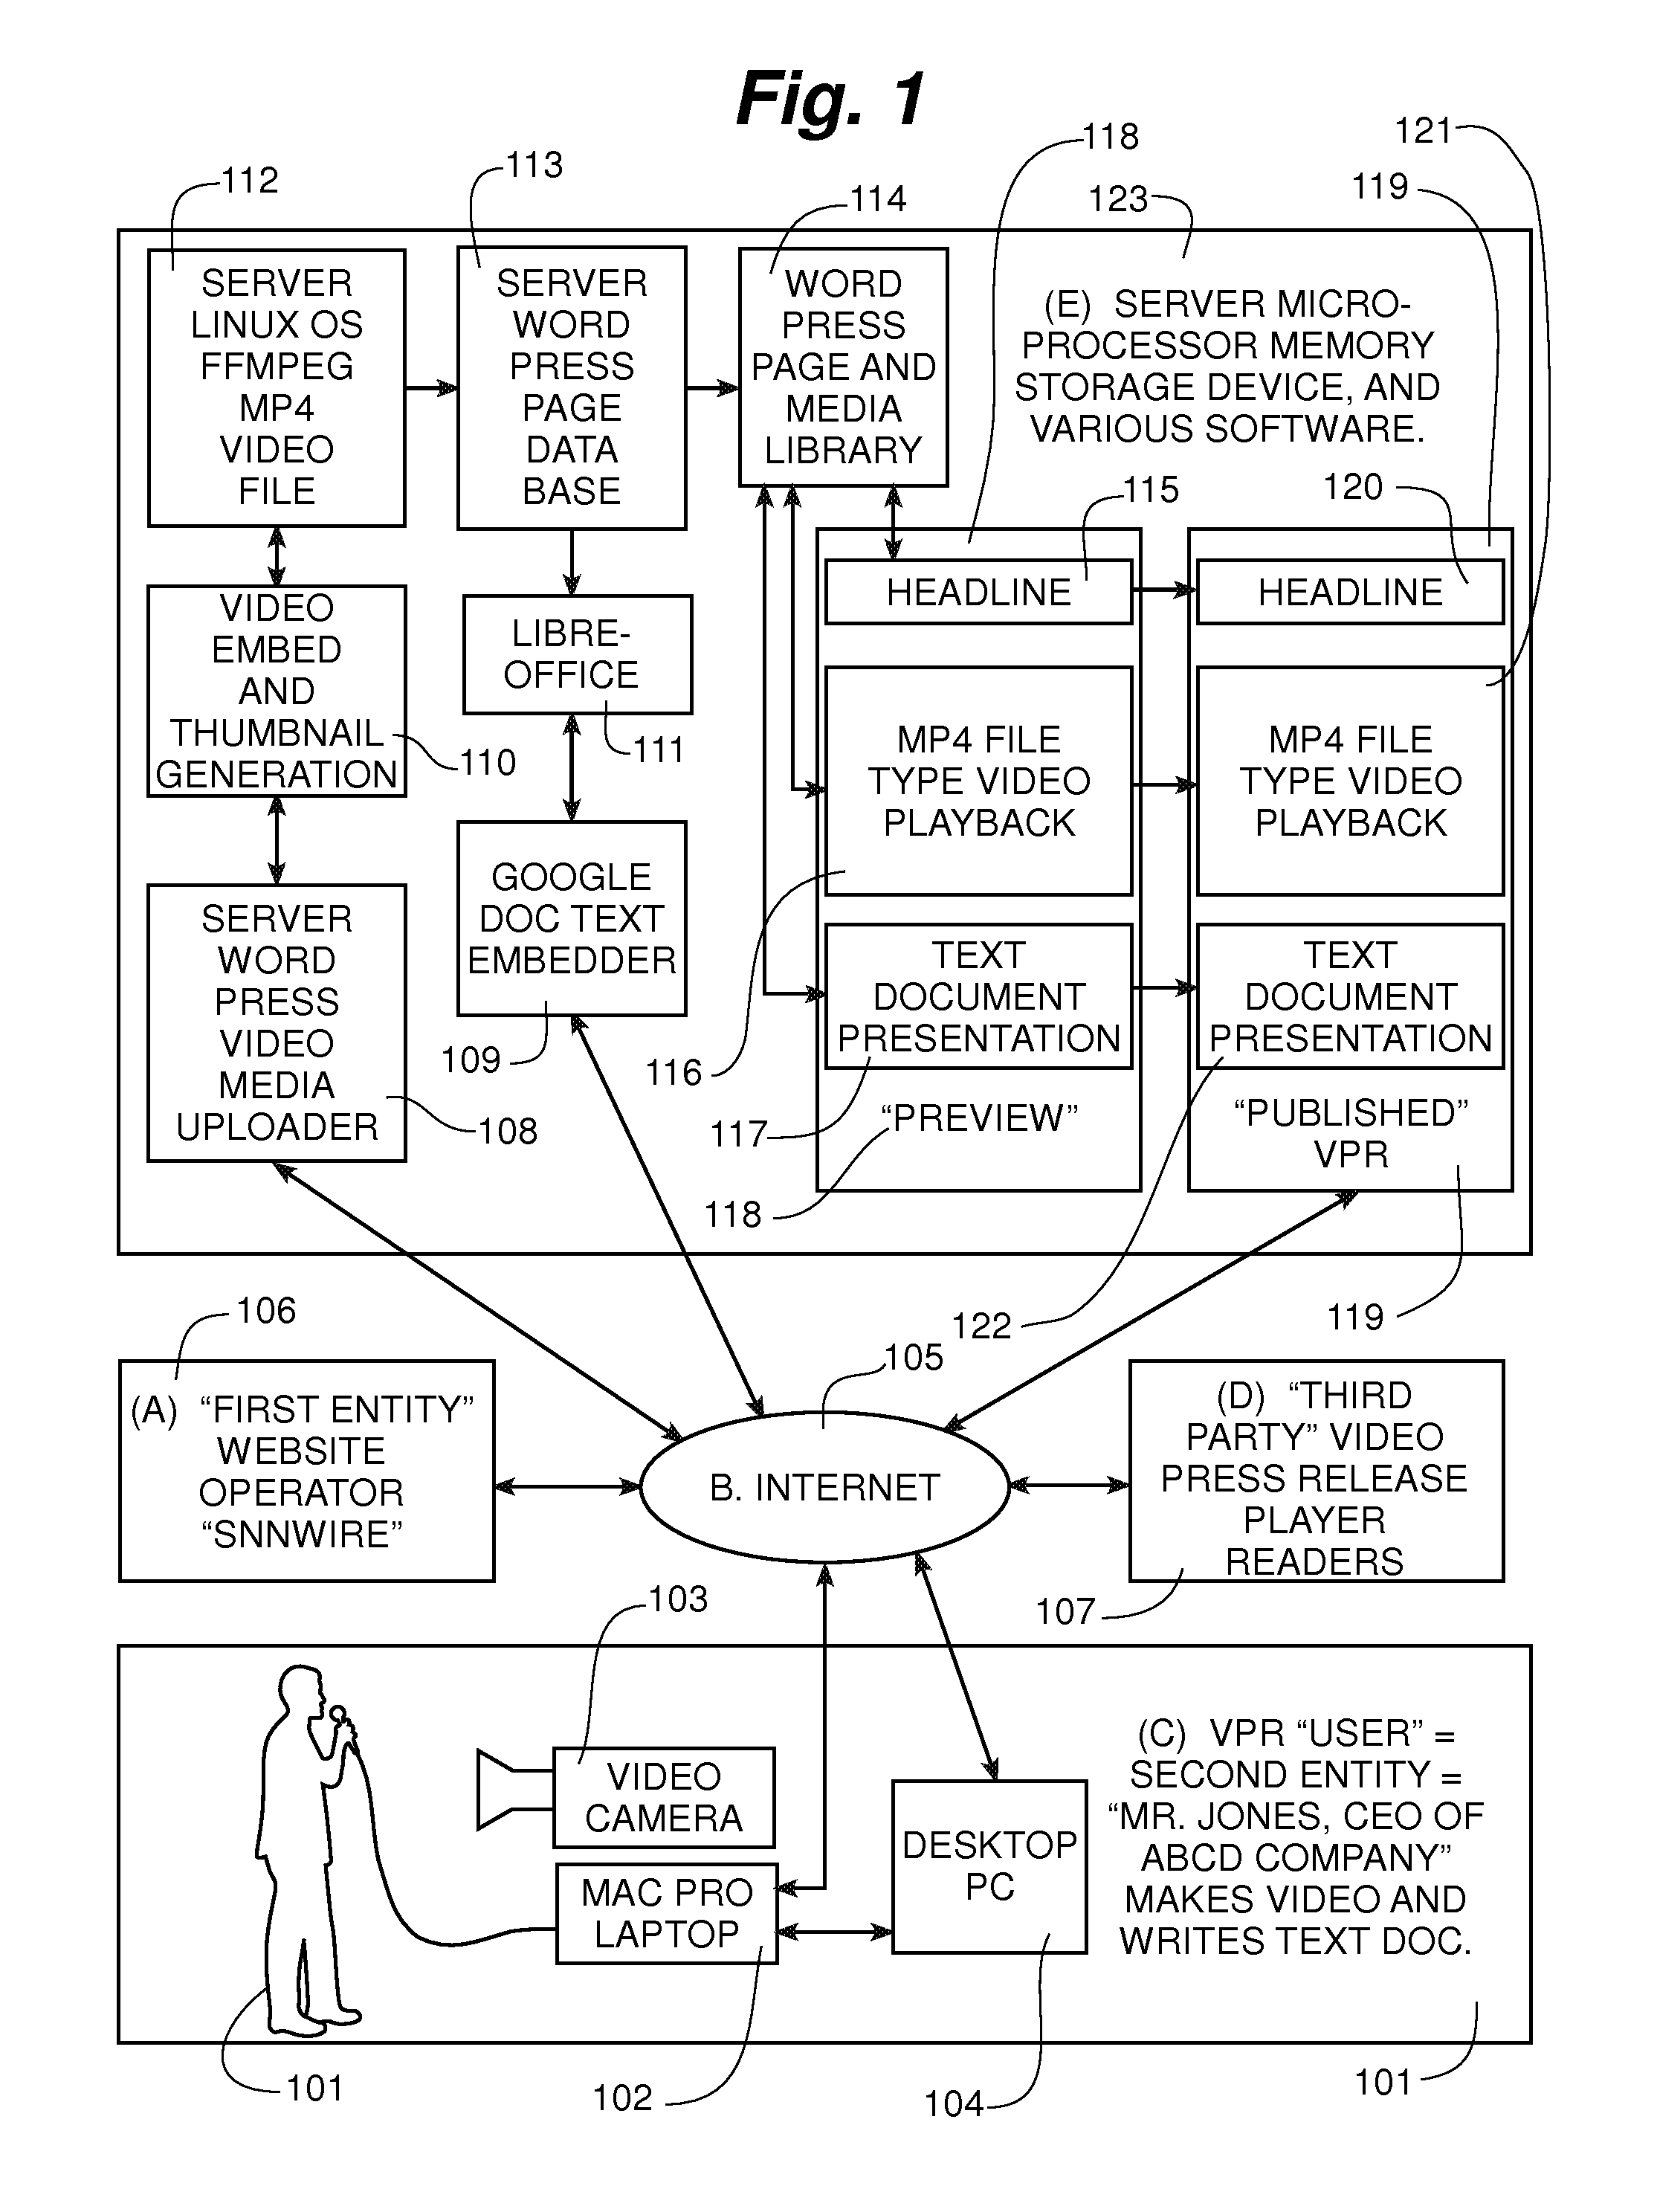 Fig. 1
118
121
112
113
114
123
119
SERVER
LINUX OS
FFMPEG
MP4
VIDEO
FILE
SERVER
WORD
PRESS
PAGE
DATA
BASE
WORD
PRESS
PAGE AND
MEDIA
LIBRARY
(E) SERVER MICRO-
PROCESSOR MEMORY
STORAGE DEVICE, AND
VARIOUS SOFTWARE.
115
120
VIDEO
EMBED
AND
THUMBNAIL
GENERATION
110
LIBRE-
OFFICE
111
HEADLINE
HEADLINE
MP4 FILE
TYPE VIDEO
PLAYBACK
MP4 FILE
TYPE VIDEO
PLAYBACK
SERVER
WORD
PRESS
VIDEO
MEDIA
UPLOADER
108
GOOGLE
DOC TEXT
EMBEDDER
109
TEXT
DOCUMENT
PRESENTATION
TEXT
DOCUMENT
PRESENTATION
116
117
“PREVIEW”
118
“PUBLISHED”
VPR
122
119
106
105
(A) “FIRST ENTITY”
WEBSITE
OPERATOR
“SNNWIRE”
B. INTERNET
(D) “THIRD
PARTY” VIDEO
PRESS RELEASE
PLAYER
READERS
107
103
VIDEO
CAMERA
MAC PRO
LAPTOP
DESKTOP
PC
(C) VPR “USER” =
SECOND ENTITY =
“MR. JONES, CEO OF
ABCD COMPANY”
MAKES VIDEO AND
WRITES TEXT DOC.
101
102
104
101